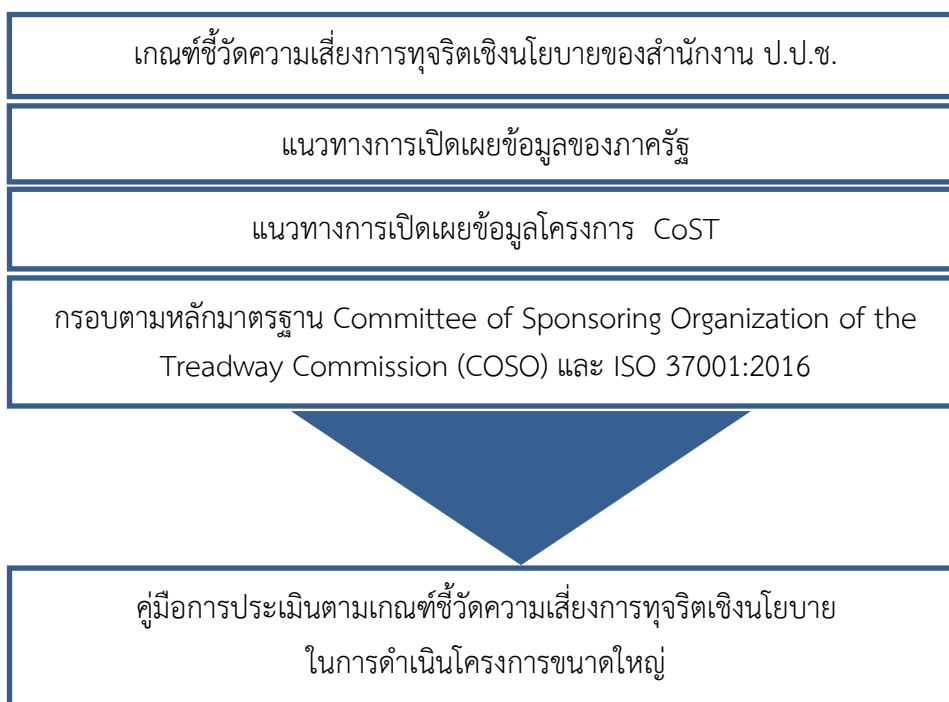 เกณฑ์ชี้วัดความเสี่ยงการทุจริตเชิงนโยบายของสำนักงาน ป.ป.ช.
แนวทางการเปิดเผยข้อมูลของภาครัฐ
แนวทางการเปิดเผยข้อมูลโครงการ CoST
กรอบตามหลักมาตรฐาน Committee of Sponsoring Organization of the
Treadway Commission (COSO) และ ISO 37001:2016
คู่มือการประเมินตามเกณฑ์ชี้วัดความเสี่ยงการทุจริตเชิงนโยบาย
ในการดำเนินโครงการขนาดใหญ่